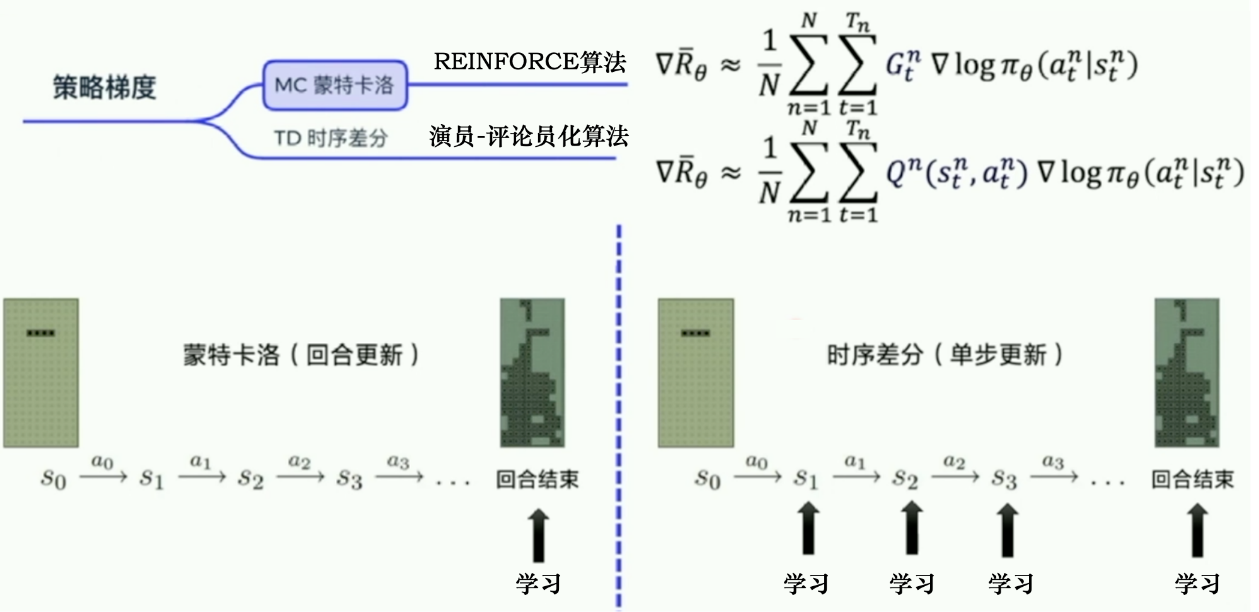 策略梯度
MC 蒙特卡洛
REINFORCE算法
TD 时序差分
演员-评论员化算法
∇R̄θ ≈ 1/N ∑_{n=1}^{N} ∑_{t=1}^{Tₙ} G_t^n ∇ log π_θ(a_t^n|s_t^n)
∇R̄θ ≈ 1/N ∑_{n=1}^{N} ∑_{t=1}^{Tₙ} Q^n(s_t^n, a_t^n) ∇ log π_θ(a_t^n|s_t^n)
蒙特卡洛（回合更新）
s₀ —a₀→ s₁ —a₁→ s₂ —a₂→ s₃ —a₃→ ... 回合结束
学习
时序差分（单步更新）
s₀ —a₀→ s₁ —a₁→ s₂ —a₂→ s₃ —a₃→ ... 回合结束
学习 学习 学习 学习